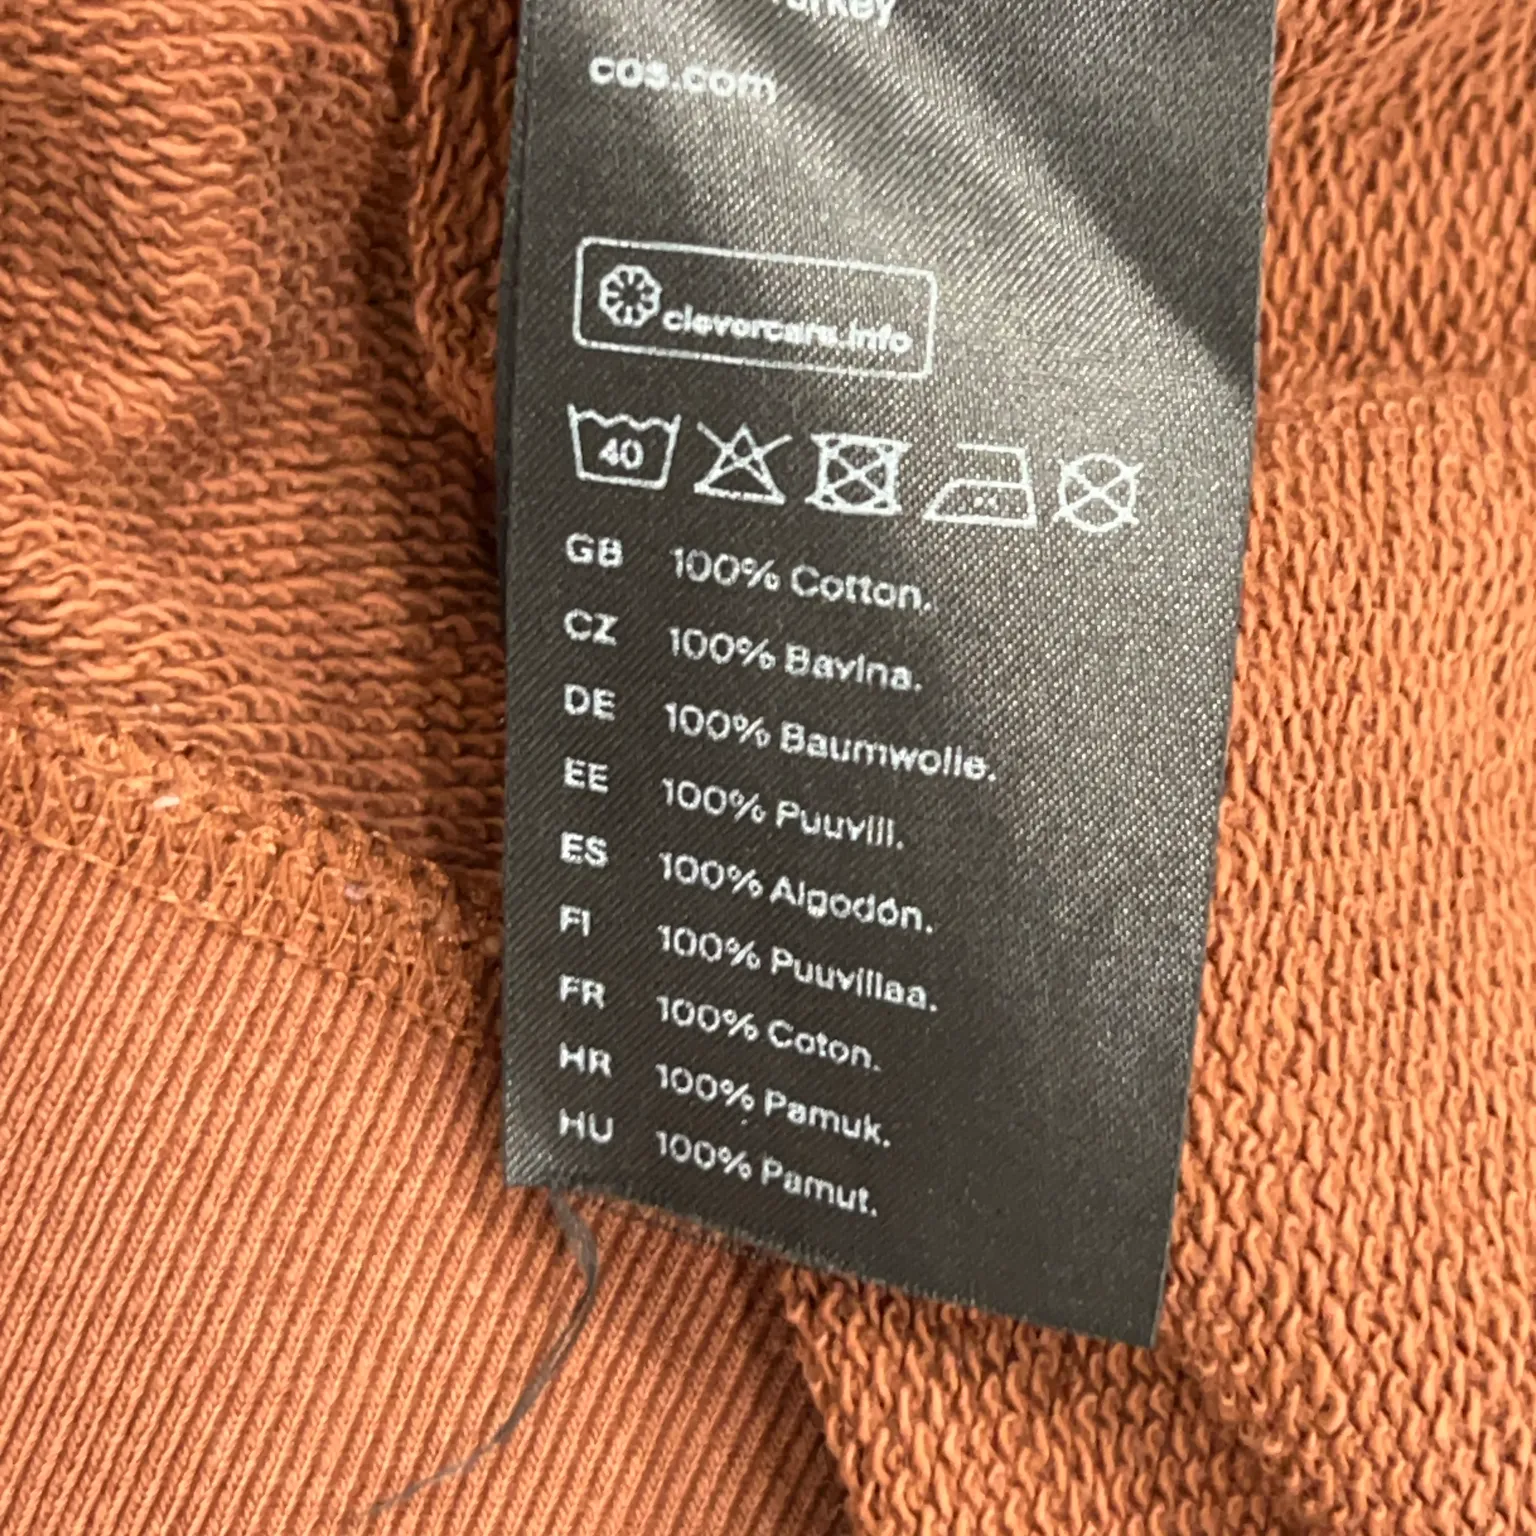 Turkey
cos.com
clevercare.info
40
GB 100% Cotton.
CZ 100% Bavlna.
DE 100% Baumwolle.
EE 100% Puuvill.
ES 100% Algodón.
FI 100% Puuvillaa.
FR 100% Coton.
HR 100% Pamuk.
HU 100% Pamut.